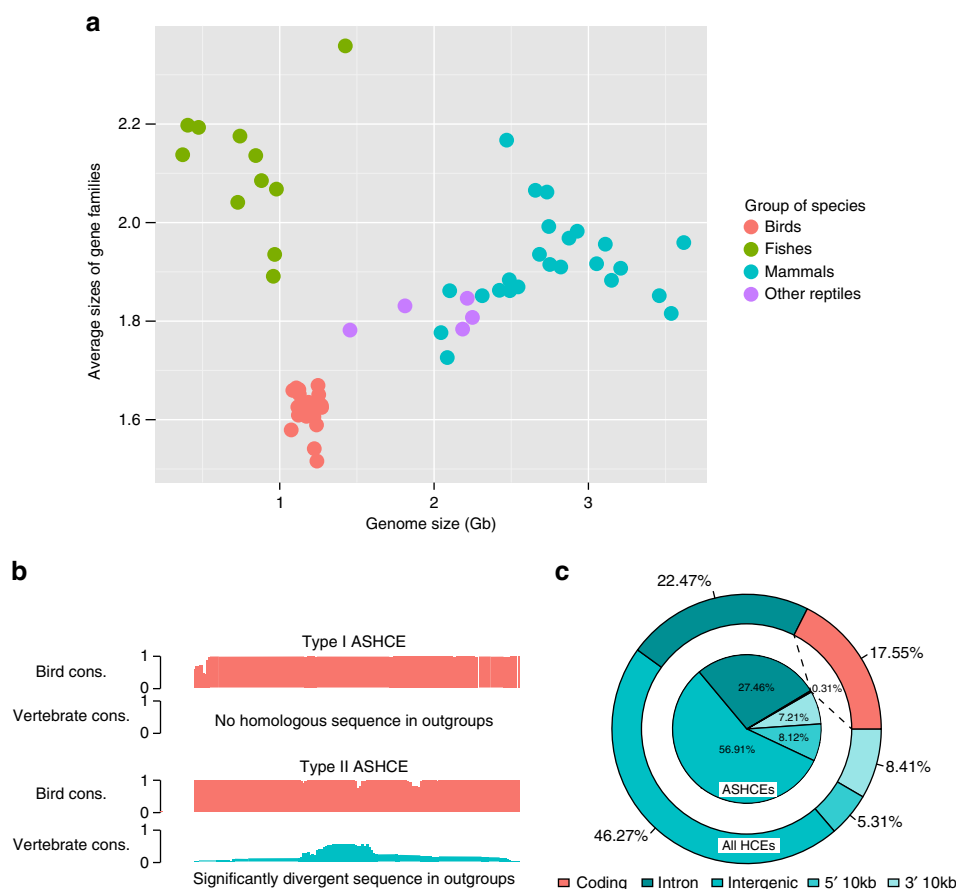 a
Average sizes of gene families
2.2
2.0
1.8
1.6
1
2
3
Genome size (Gb)
Group of species
Birds
Fishes
Mammals
Other reptiles
b
Type I ASHCE
Bird cons.
1
0
Vertebrate cons.
1
0
No homologous sequence in outgroups
Type II ASHCE
Bird cons.
1
0
Vertebrate cons.
1
0
Significantly divergent sequence in outgroups
c
22.47%
17.55%
27.46%
0.31%
7.21%
8.12%
56.91%
ASHCEs
8.41%
5.31%
46.27%
All HCEs
Coding
Intron
Intergenic
5′ 10kb
3′ 10kb